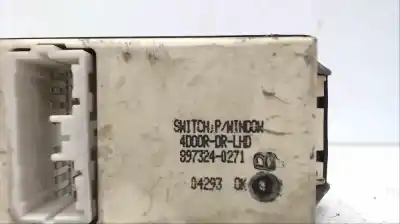 SWITCH;P/WINDOW
4DOOR-DR-LHD
897324-0271
04293 OK